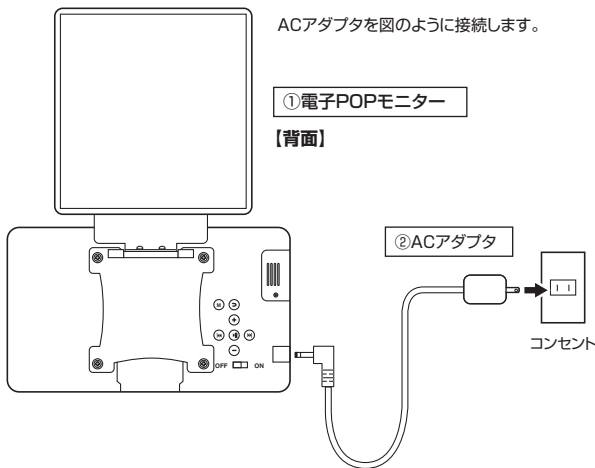 ACアダプタを図のように接続します。
①電子POPモニター
【背面】
②ACアダプタ
コンセント
M
OFF ON